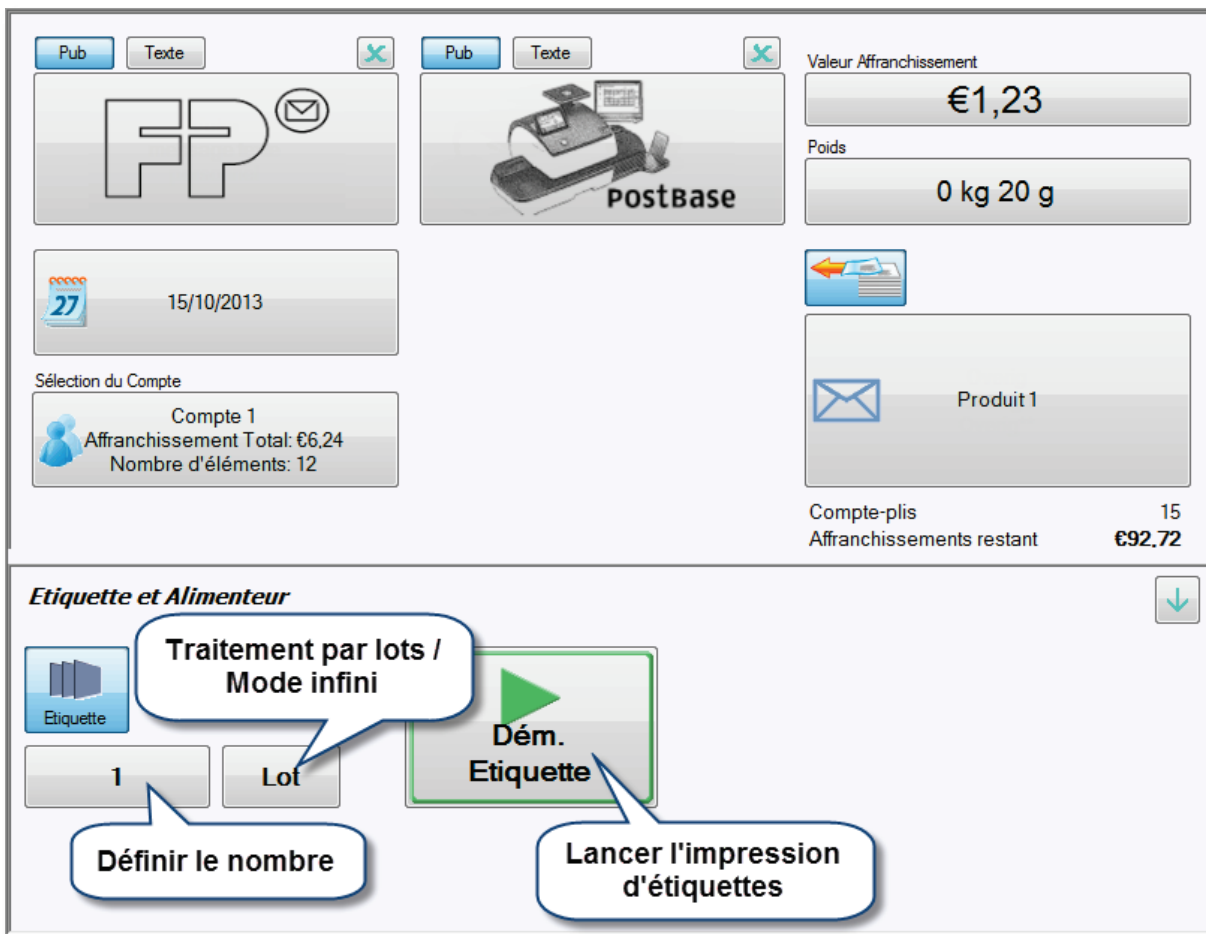 Pub Texte
FP
Pub Texte
PostBase
Valeur Affranchissement
€1,23
Poids
0 kg 20 g
27
15/10/2013
Sélection du Compte
Compte 1
Affranchissement Total: €6,24
Nombre d'éléments: 12
Produit 1
Compte-plis 15
Affranchissements restant €92,72
Etiquette et Alimenteur
Traitement par lots /
Mode infini
Etiquette
Dém.
Etiquette
1
Lot
Définir le nombre
Lancer l'impression
d'étiquettes